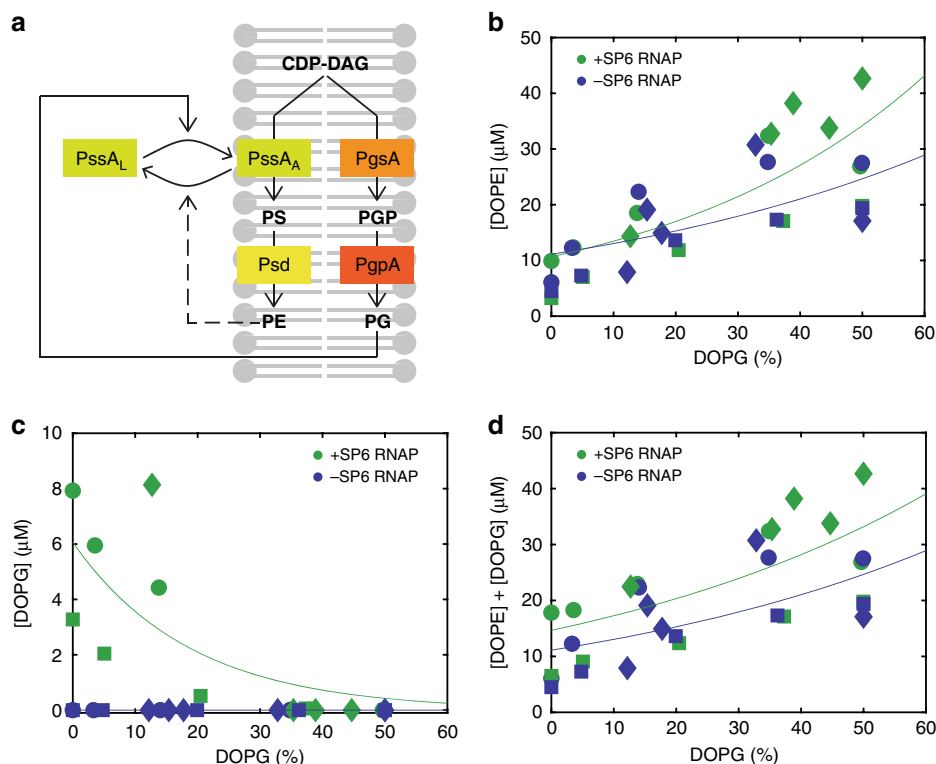 a
CDP-DAG
PssA_L
PssA_A
PgsA
PS
PGP
Psd
PgpA
PE
PG
b
50
40
30
20
10
0
[DOPE] (μM)
+SP6 RNAP
–SP6 RNAP
0 10 20 30 40 50 60
DOPG (%)
c
10
8
6
4
2
0
[DOPG] (μM)
+SP6 RNAP
–SP6 RNAP
0 10 20 30 40 50 60
DOPG (%)
d
50
40
30
20
10
0
[DOPE] + [DOPG] (μM)
+SP6 RNAP
–SP6 RNAP
0 10 20 30 40 50 60
DOPG (%)